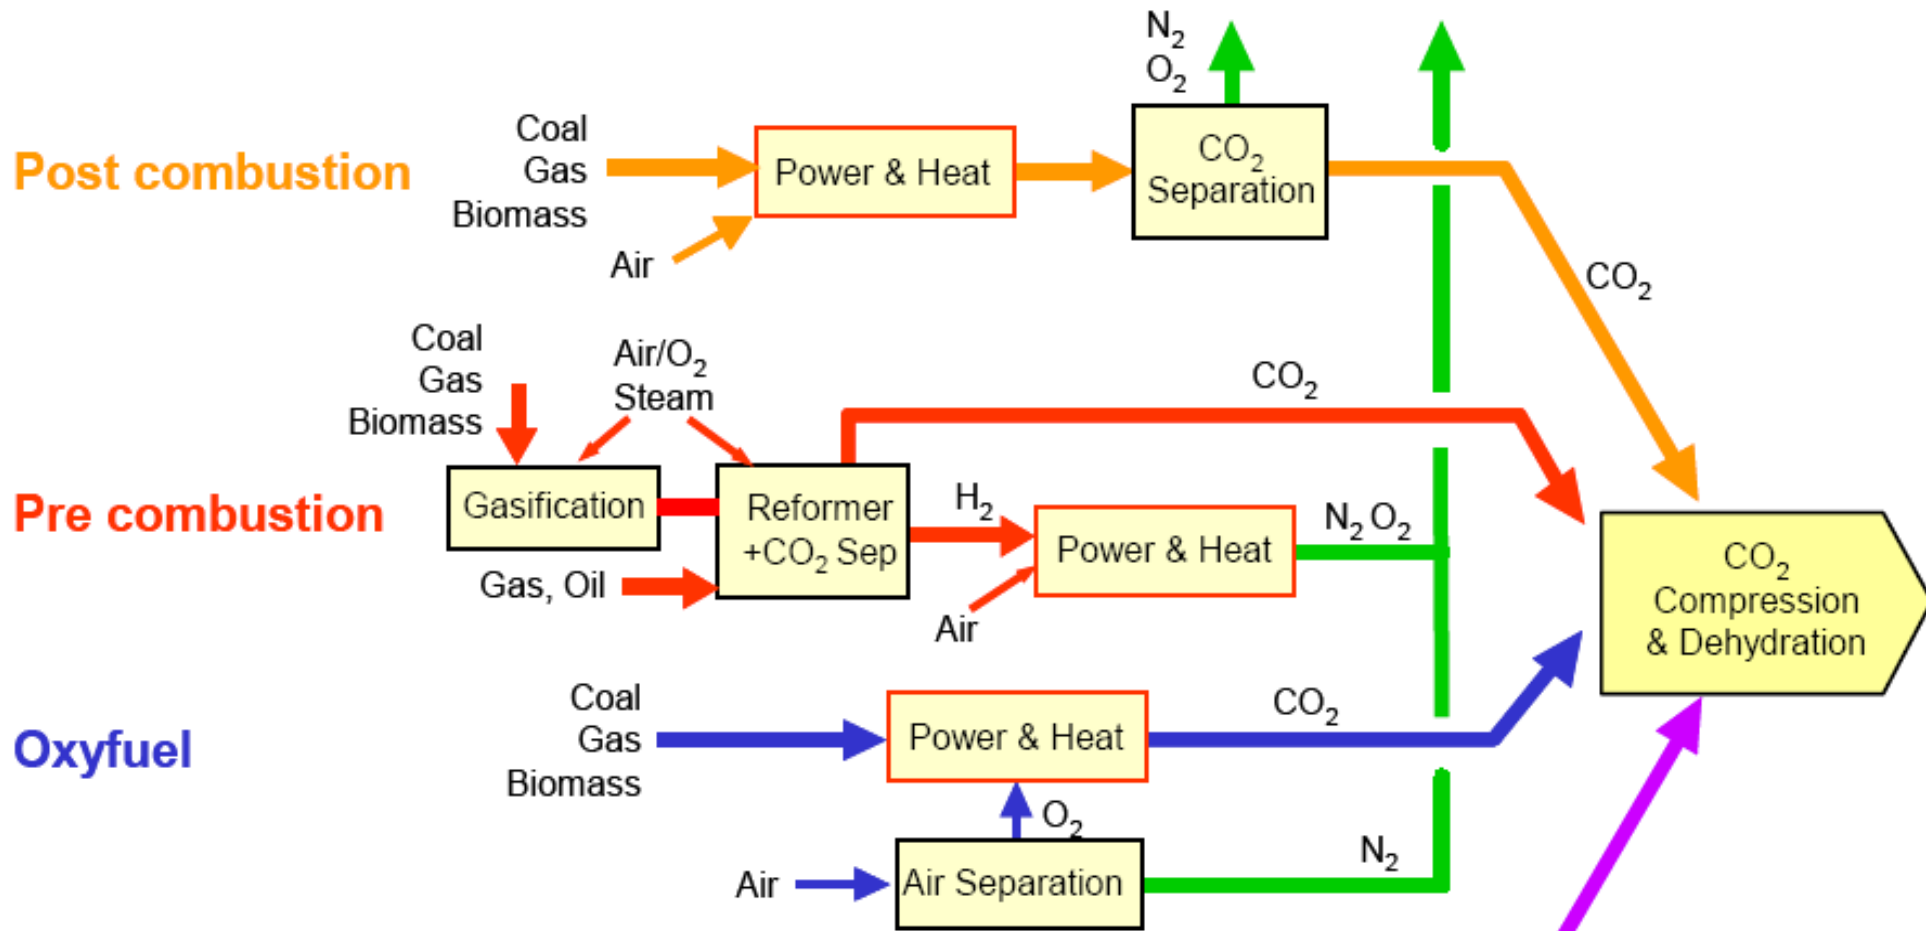 N₂
O₂
Post combustion
Coal
Gas
Biomass
Air
Power & Heat
CO₂
Separation
CO₂
Pre combustion
Coal
Gas
Biomass
Air/O₂
Steam
Gasification
Gas, Oil
Reformer
+CO₂ Sep
H₂
Air
Power & Heat
N₂ O₂
CO₂
CO₂
Compression
& Dehydration
Oxyfuel
Coal
Gas
Biomass
Power & Heat
CO₂
O₂
Air
Air Separation
N₂